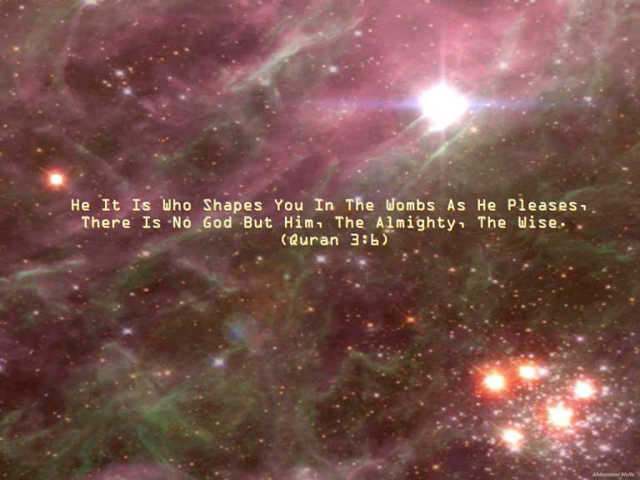 He It Is Who Shapes You In The Wombs As He Pleases,
There Is No God But Him, The Almighty, The Wise.
(Quran 3:6)